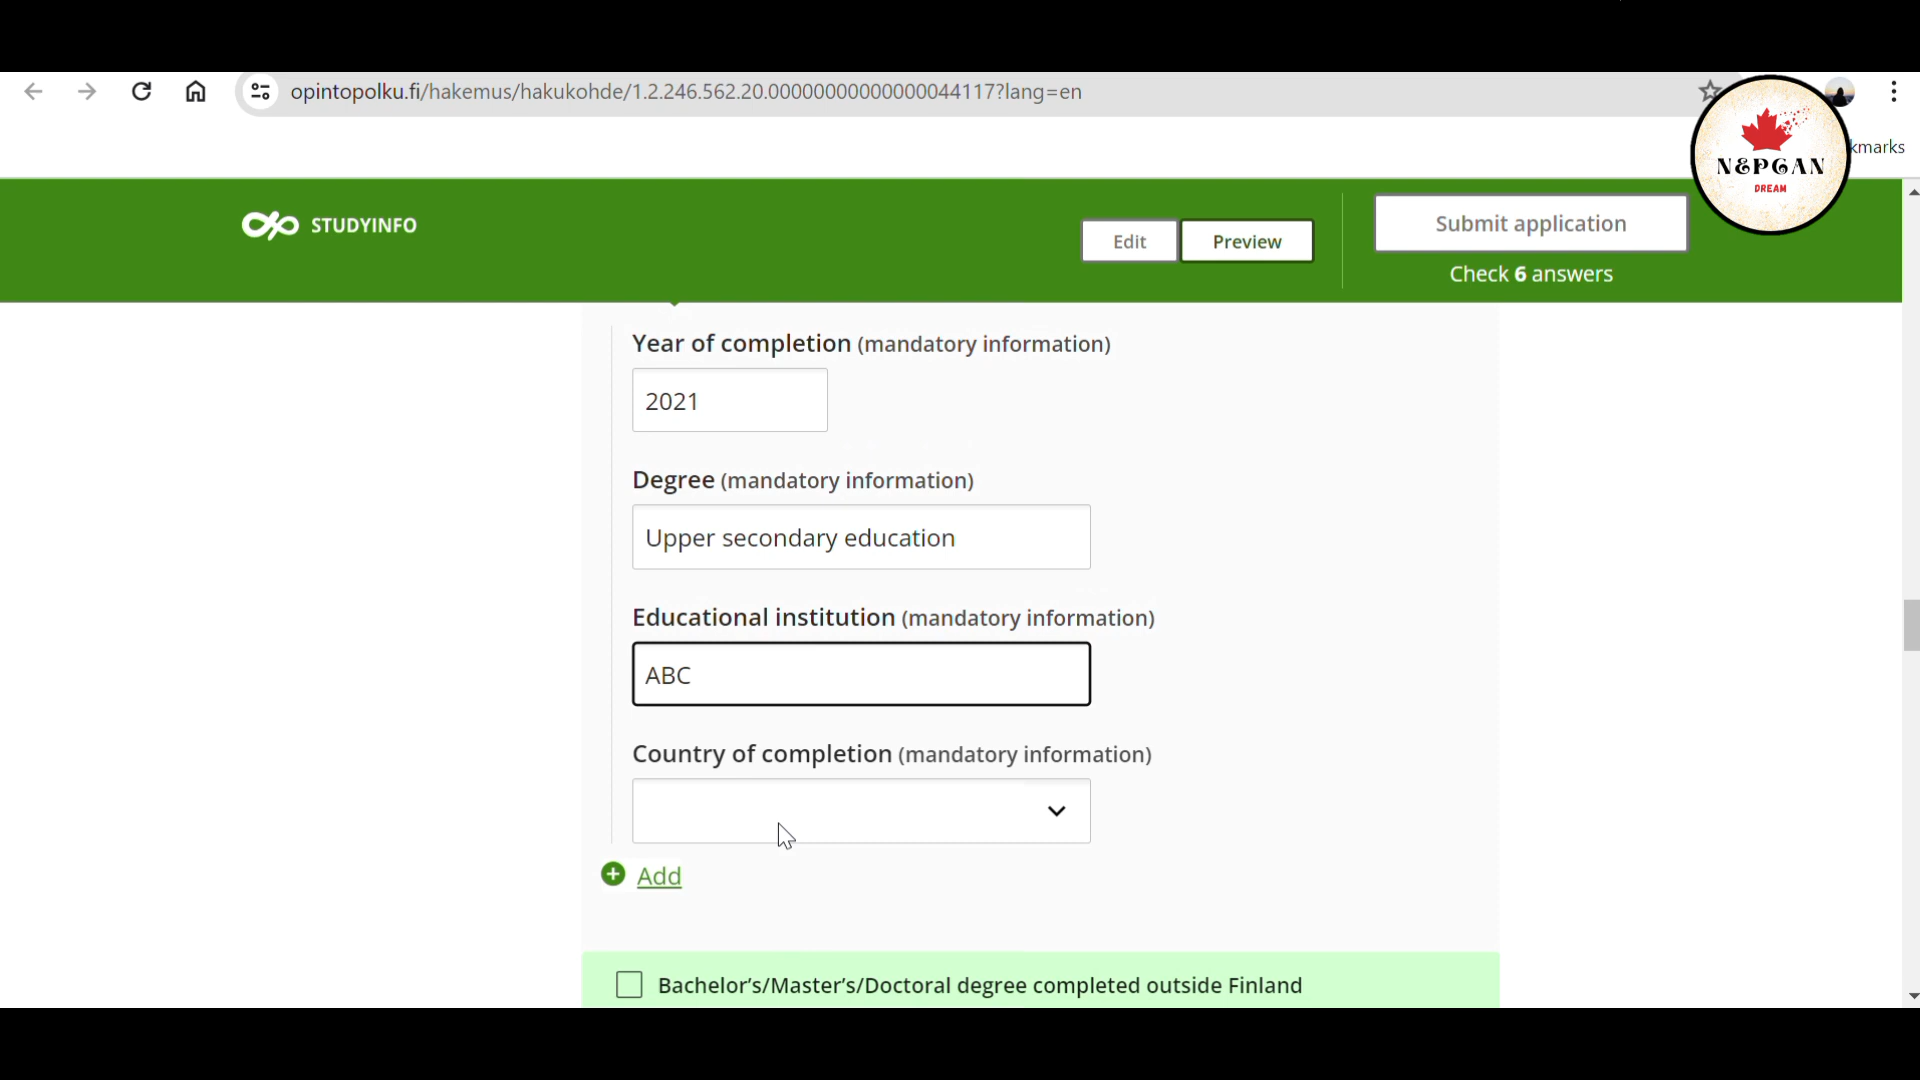 opintopolku.fi/hakemus/hakukohde/1.2.246.562.20.00000000000000044117?lang=en
kmarks
N&PGAN
DREAM
STUDYINFO
Edit
Preview
Submit application
Check 6 answers
Year of completion (mandatory information)
2021
Degree (mandatory information)
Upper secondary education
Educational institution (mandatory information)
ABC
Country of completion (mandatory information)
Add
Bachelor’s/Master’s/Doctoral degree completed outside Finland